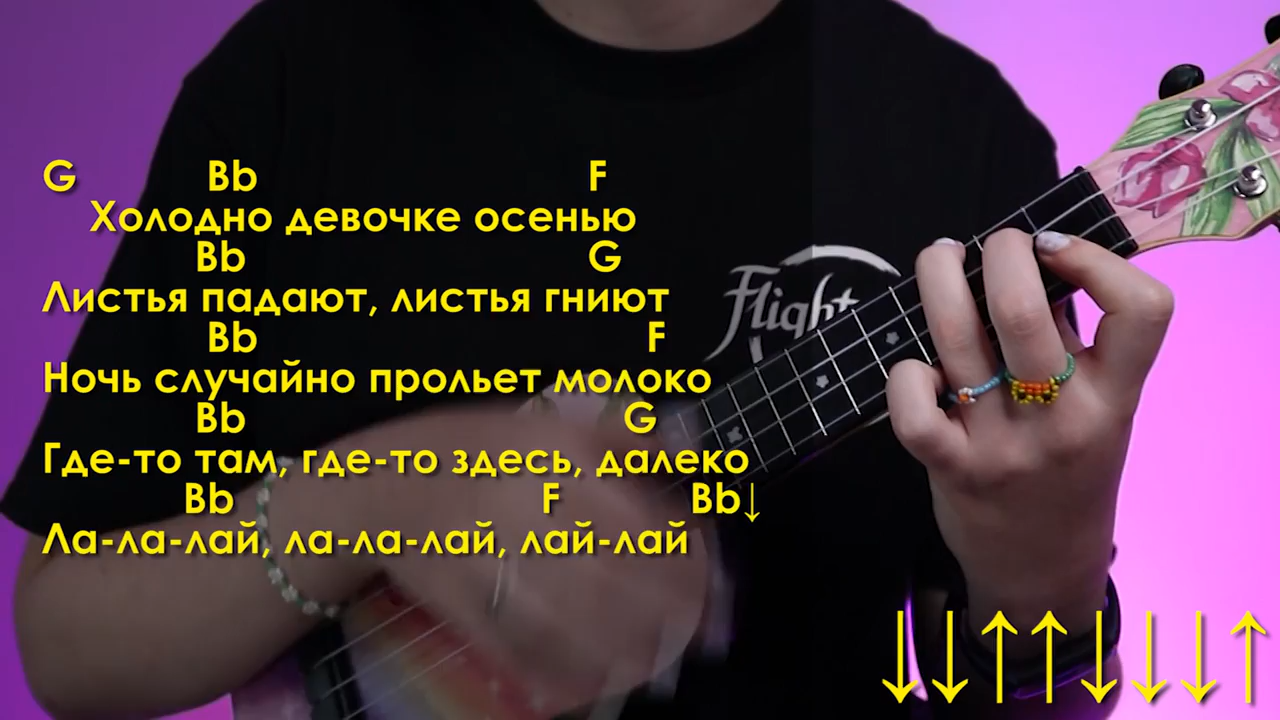 G Bb F
Холодно девочке осенью
Bb G
Листья падают, листья гниют
Bb F
Ночь случайно прольет молоко
Bb G
Где-то там, где-то здесь, далеко
Bb F Bb↓
Ла-ла-лай, ла-ла-лай, лай-лай
Flight
↓↓↑↑↓↓↓↑